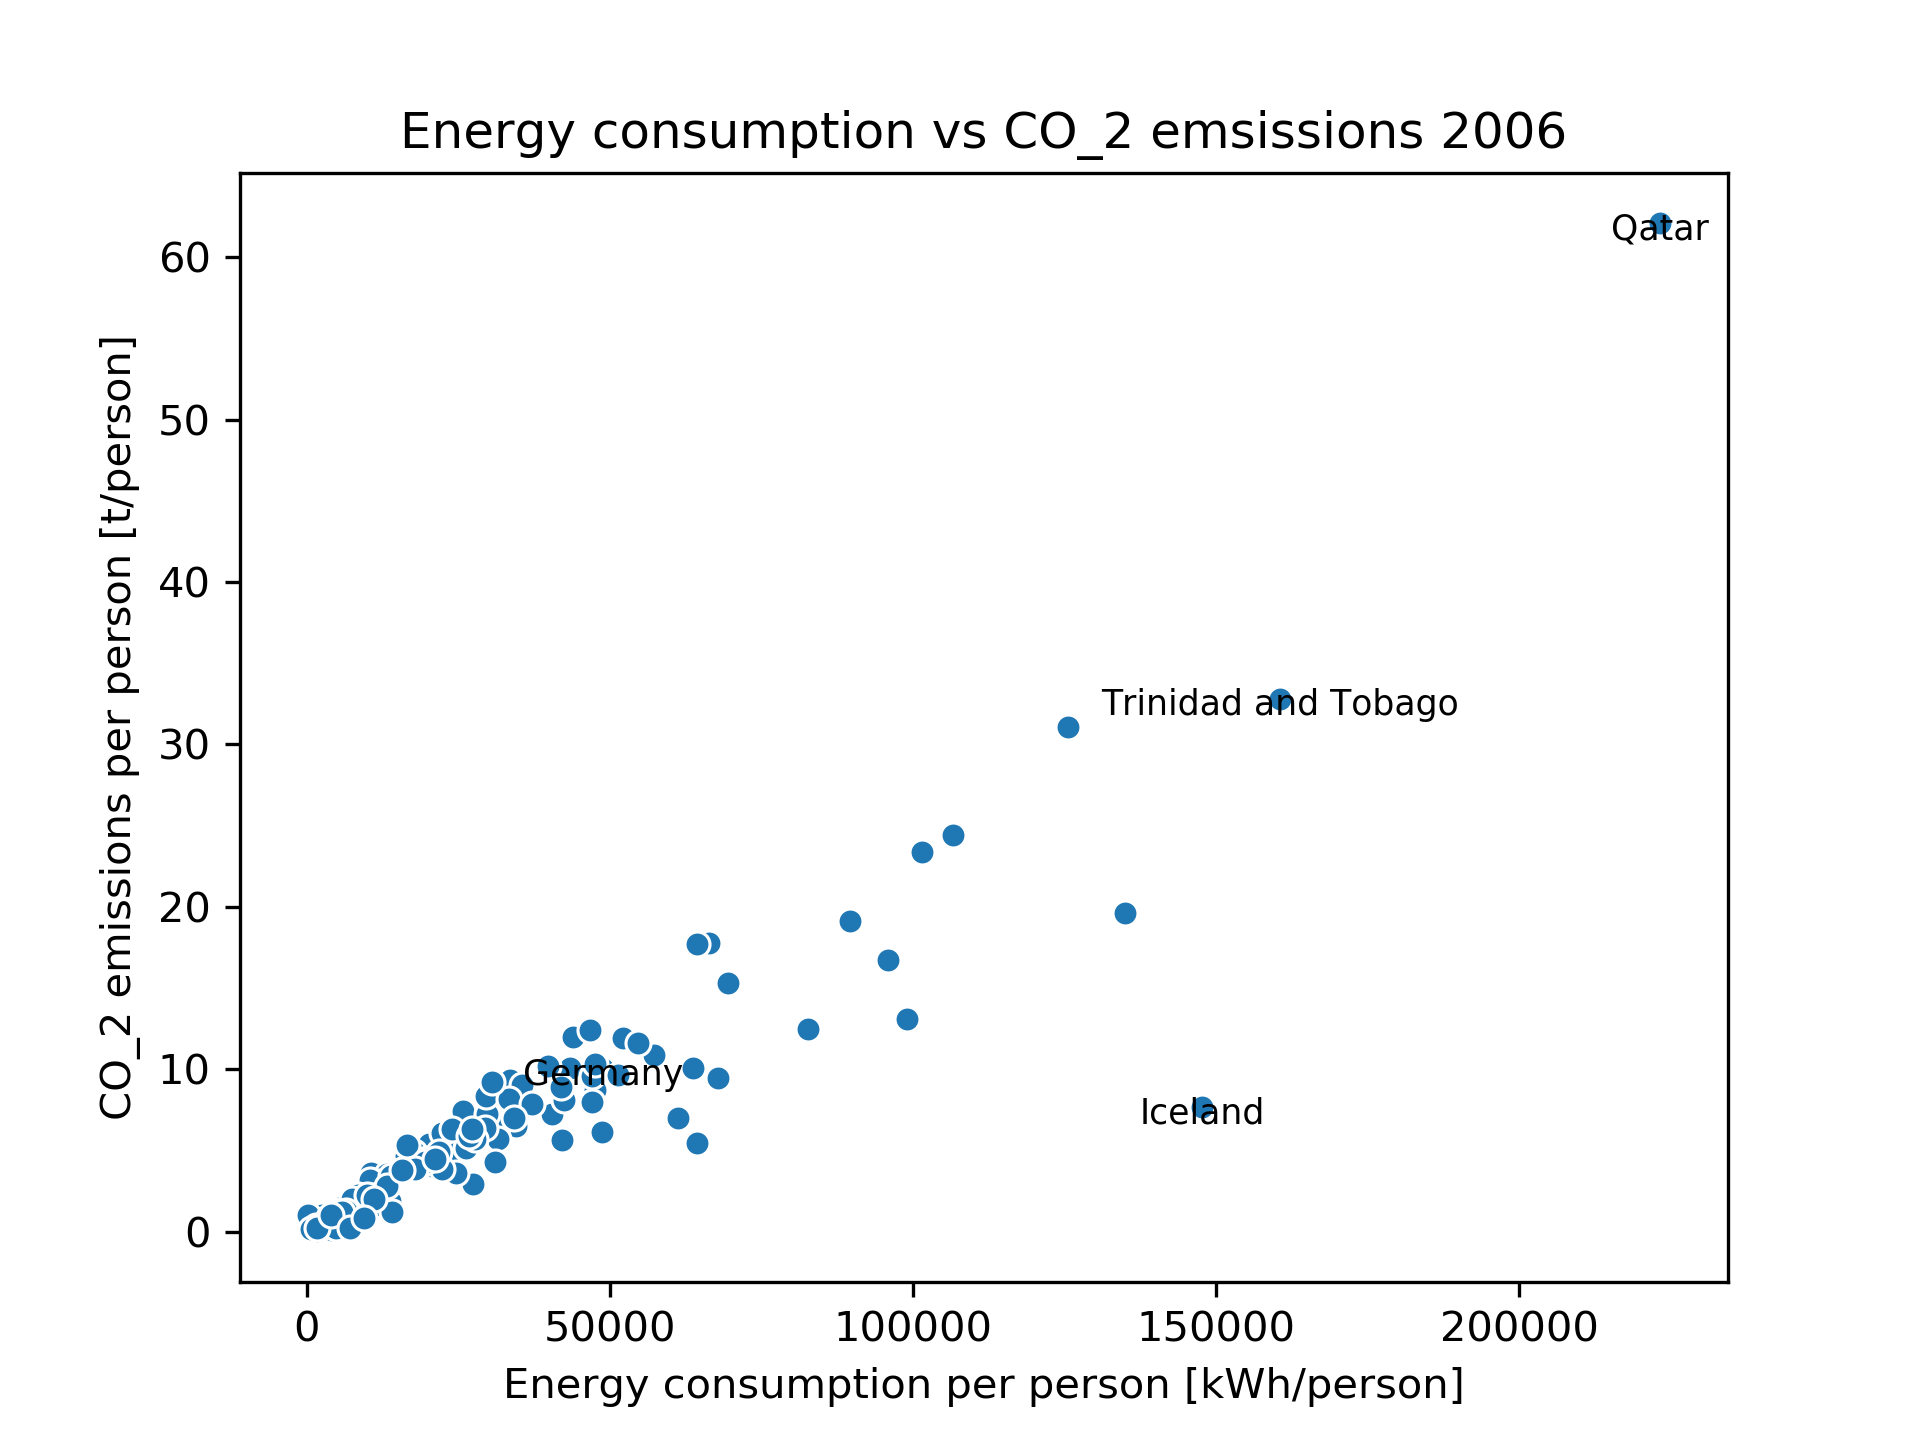 Energy consumption vs CO_2 emsissions 2006
Qatar
Trinidad and Tobago
Germany
Iceland
CO_2 emissions per person [t/person]
60
50
40
30
20
10
0
0 50000 100000 150000 200000
Energy consumption per person [kWh/person]